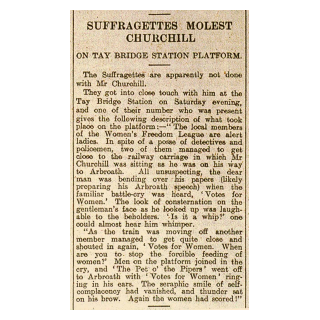 SUFFRAGETTES MOLEST
CHURCHILL
ON TAY BRIDGE STATION PLATFORM.
The Suffragettes are apparently not done
with Mr Churchill.
They got into close touch with him at the
Tay Bridge Station on Saturday evening,
and one of their number who was present
gives the following description of what took
place on the platform:—"The local members
of the Women's Freedom League are alert
ladies. In spite of a posse of detectives and
policemen, two of them managed to get
close to the railway carriage in which Mr
Churchill was sitting as he was on his way
to Arbroath. All unsuspecting, the dear
man was bending over his papers (likely
preparing his Arbroath speech) when the
familiar battle-cry was heard, 'Votes for
Women.' The look of consternation on the
gentleman's face as he looked up was laugh-
able to the beholders. 'Is it a whip?' one
could almost hear him whimper.
"As the train was moving off another
member managed to get quite close and
shouted in again, 'Votes for Women. When
are you to stop the forcible feeding of
women?' Men on the platform joined in the
cry, and 'The Pet o' the Pipers' went off
to Arbroath with 'Votes for Women' ring-
ing in his ears. The seraphic smile of self-
complacency had vanished, and thunder sat
on his brow. Again the women had scored!"